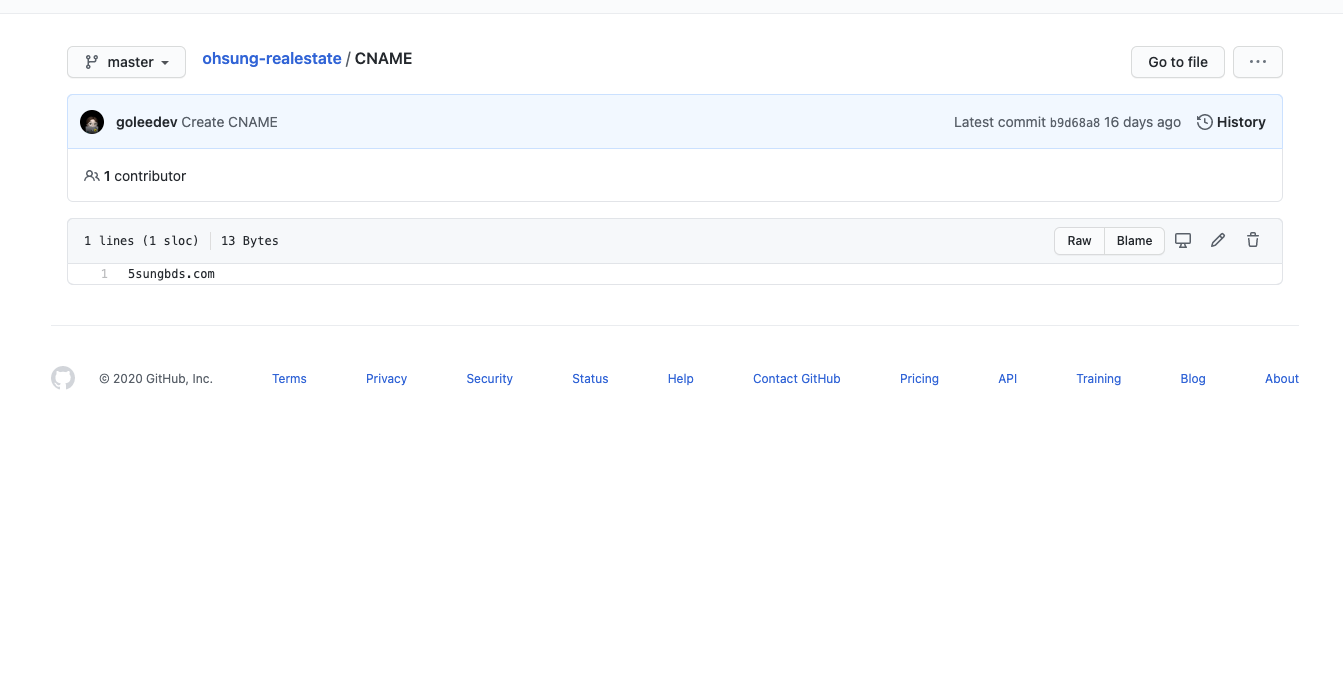 master
ohsung-realestate / CNAME
Go to file
goleedev Create CNAME
Latest commit b9d68a8 16 days ago
History
1 contributor
1 lines (1 sloc)
13 Bytes
Raw
Blame
1 5sungbds.com
© 2020 GitHub, Inc.
Terms
Privacy
Security
Status
Help
Contact GitHub
Pricing
API
Training
Blog
About